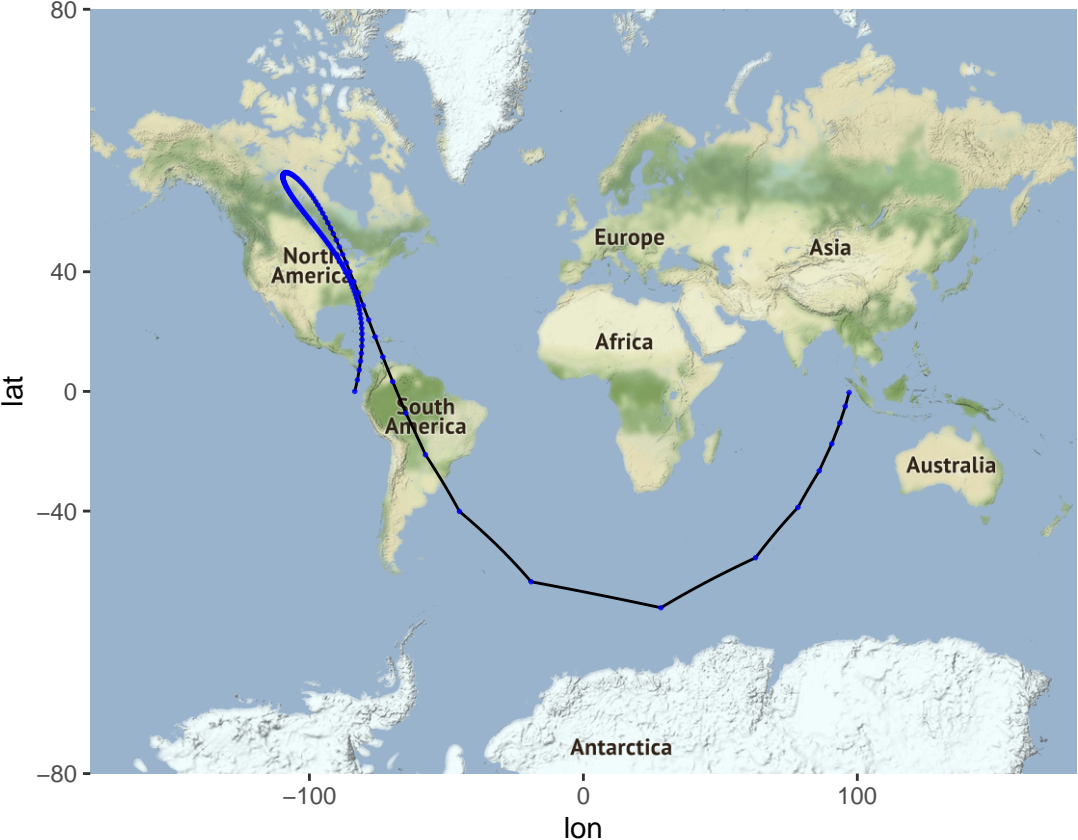 80
40
0
−40
−80
lat
North
America
Europe
Asia
Africa
South
America
Australia
Antarctica
−100
0
100
lon